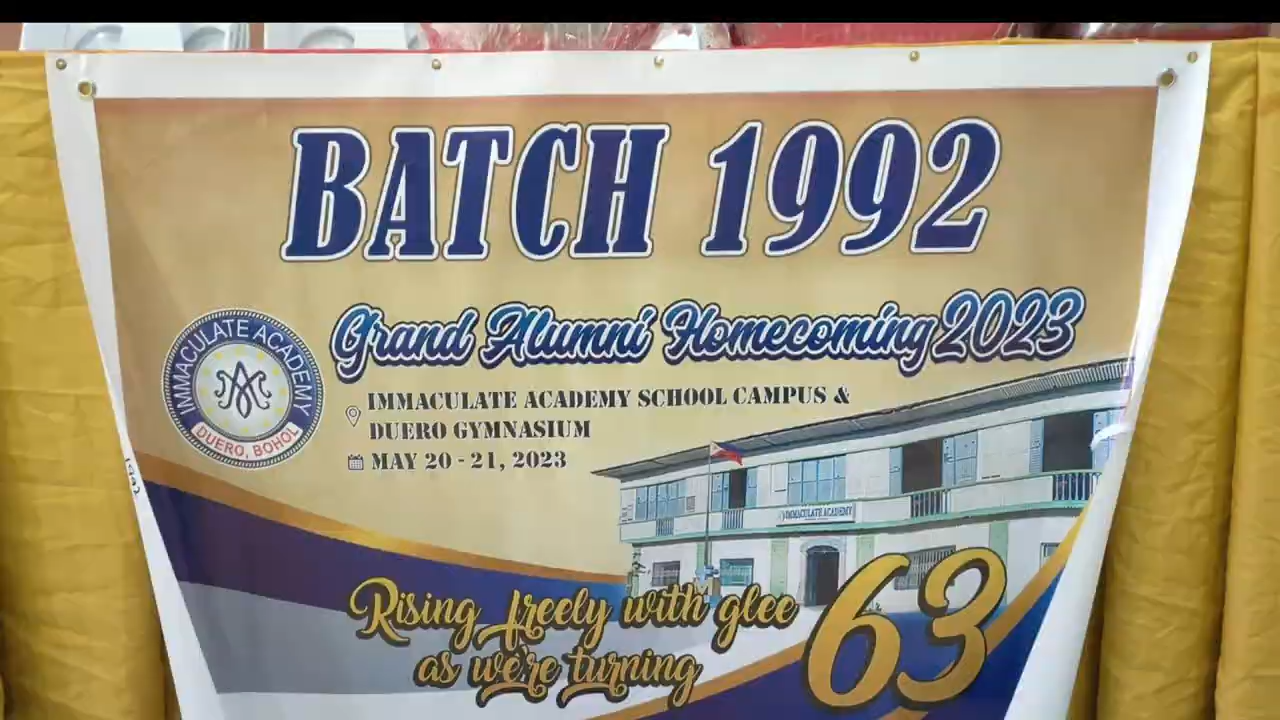 BATCH 1992
Grand Alumni Homecoming 2023
IMMACULATE ACADEMY
DUERO, BOHOL
IMMACULATE ACADEMY SCHOOL CAMPUS &
DUERO GYMNASIUM
MAY 20 - 21, 2023
IMMACULATE ACADEMY
Rising freely with glee
as we're turning
63
1992